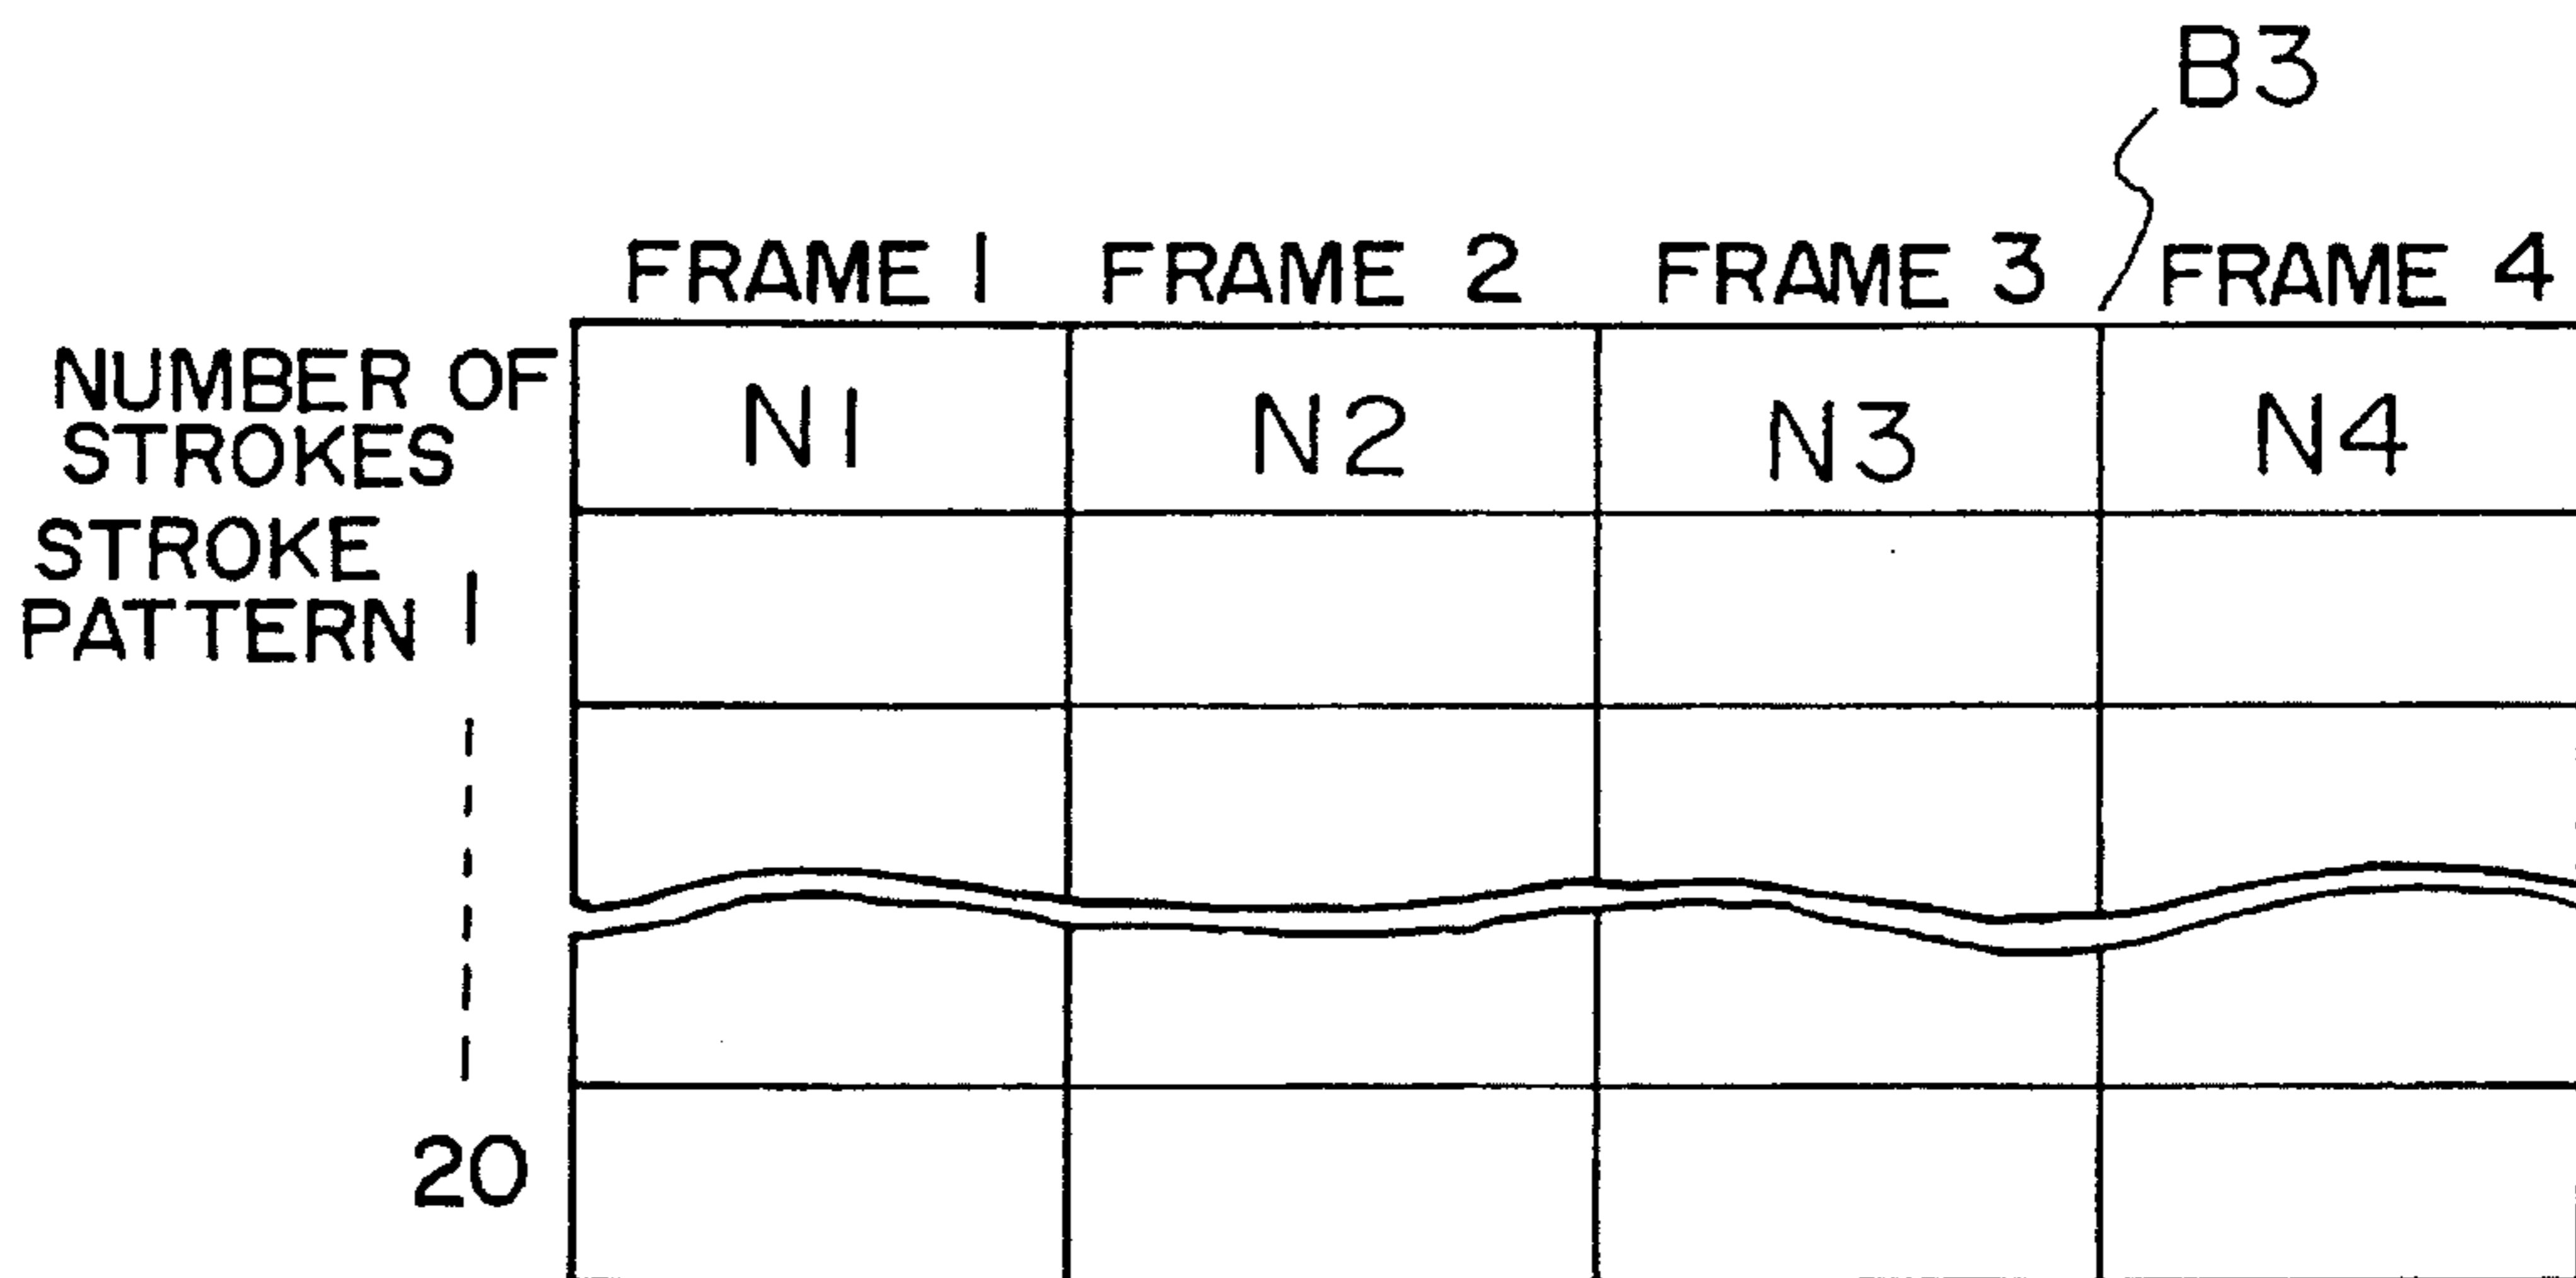 B3
FRAME 1 FRAME 2 FRAME 3 FRAME 4
NUMBER OF
STROKES
N1 N2 N3 N4
STROKE
PATTERN 1
20